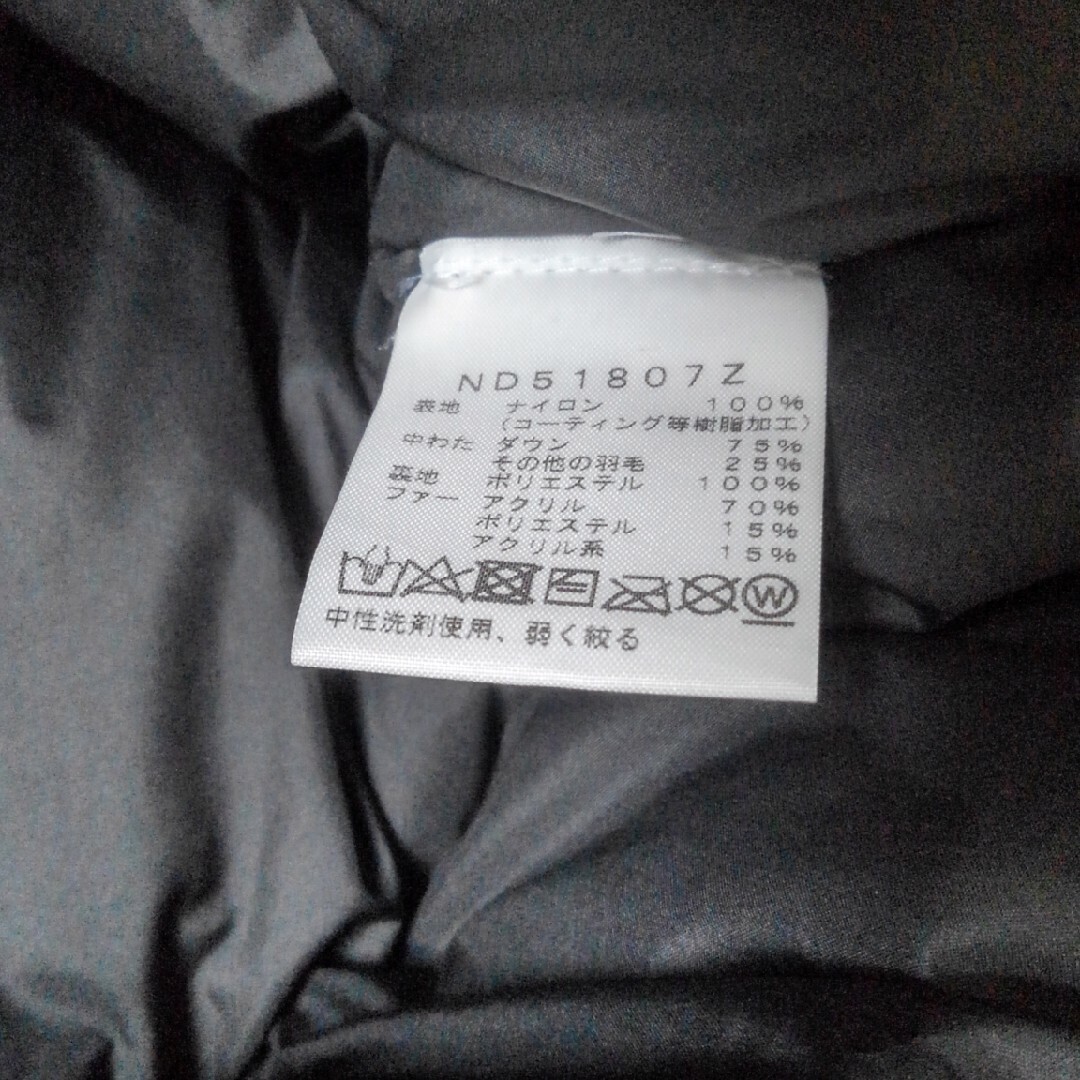 ND51807Z
表地 ナイロン 100%
(コーティング等樹脂加工)
中わた ダウン 75%
その他の羽毛 25%
裏地 ポリエステル 100%
ファー アクリル 70%
ポリエステル 15%
アクリル系 15%
W
中性洗剤使用、弱く絞る